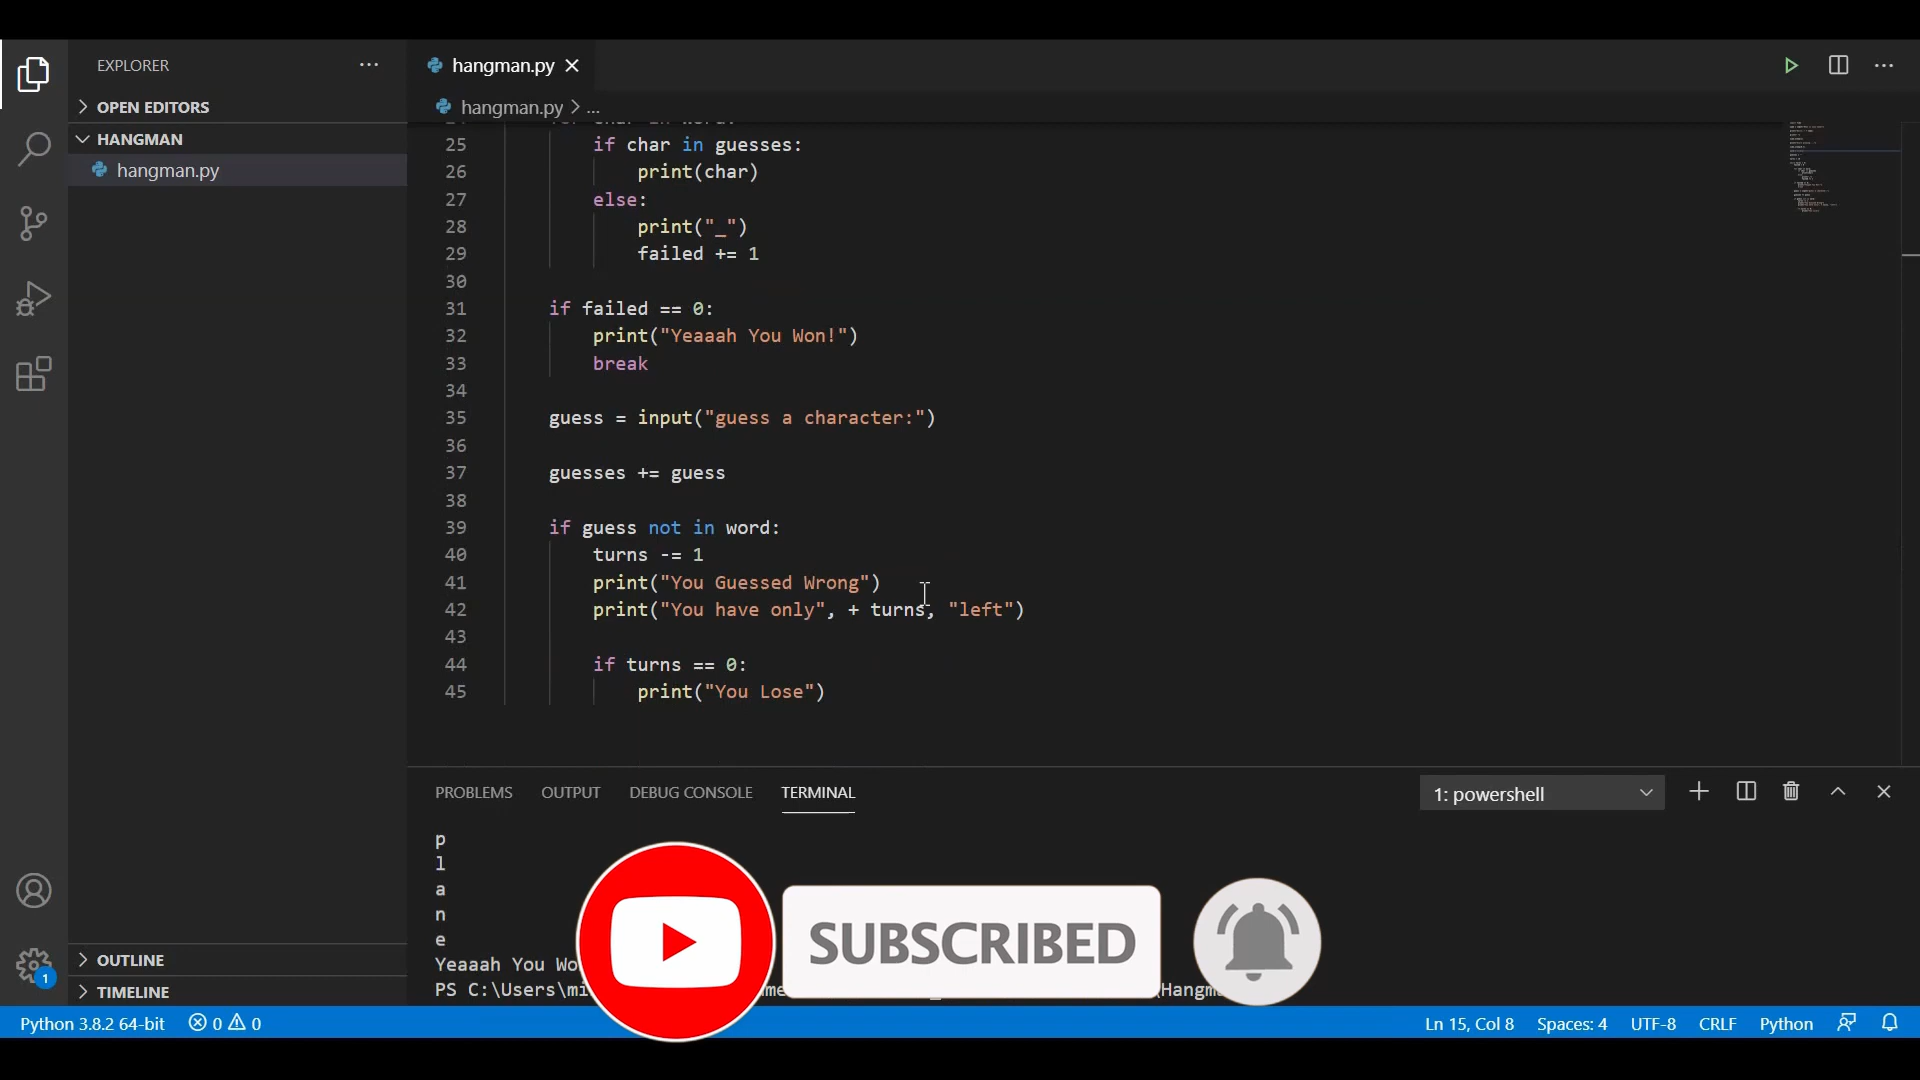 EXPLORER
OPEN EDITORS
HANGMAN
hangman.py
OUTLINE
TIMELINE
hangman.py
hangman.py > ...
25 if char in guesses:
26 print(char)
27 else:
28 print("_")
29 failed += 1
30
31 if failed == 0:
32 print("Yeaaah You Won!")
33 break
34
35 guess = input("guess a character:")
36
37 guesses += guess
38
39 if guess not in word:
40 turns -= 1
41 print("You Guessed Wrong")
42 print("You have only", + turns, "left")
43
44 if turns == 0:
45 print("You Lose")
PROBLEMS OUTPUT DEBUG CONSOLE TERMINAL 1: powershell
p
l
a
n
e
Yeaaah You
PS C:\Users\
SUBSCRIBED
1
Python 3.8.2 64-bit 0 0 Ln 15, Col 8 Spaces: 4 UTF-8 CRLF Python